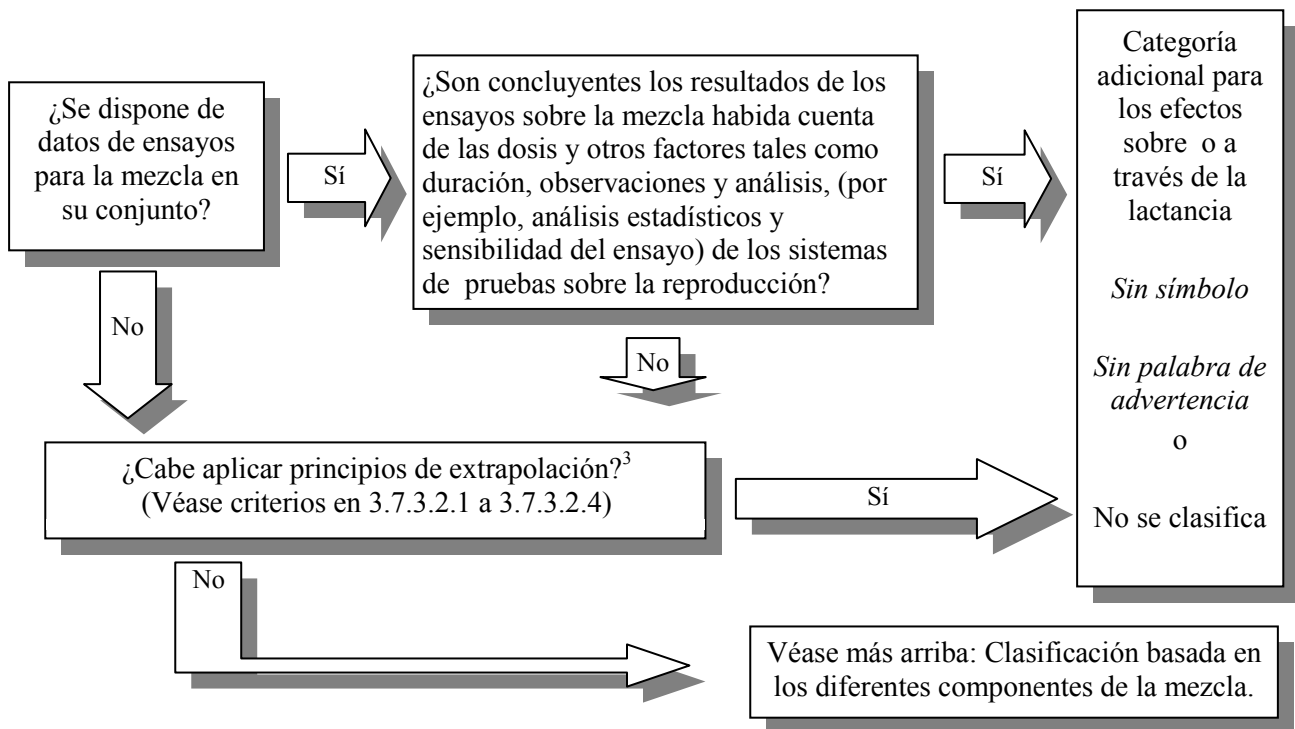 ¿Se dispone de
datos de ensayos
para la mezcla en
su conjunto?
Sí
¿Son concluyentes los resultados de los
ensayos sobre la mezcla habida cuenta
de las dosis y otros factores tales como
duración, observaciones y análisis, (por
ejemplo, análisis estadísticos y
sensibilidad del ensayo) de los sistemas
de pruebas sobre la reproducción?
Sí
Categoría
adicional para
los efectos
sobre o a
través de la
lactancia
Sin símbolo
Sin palabra de
advertencia
o
No se clasifica
No
No
¿Cabe aplicar principios de extrapolación?³
(Véase criterios en 3.7.3.2.1 a 3.7.3.2.4)
Sí
No
Véase más arriba: Clasificación basada en
los diferentes componentes de la mezcla.